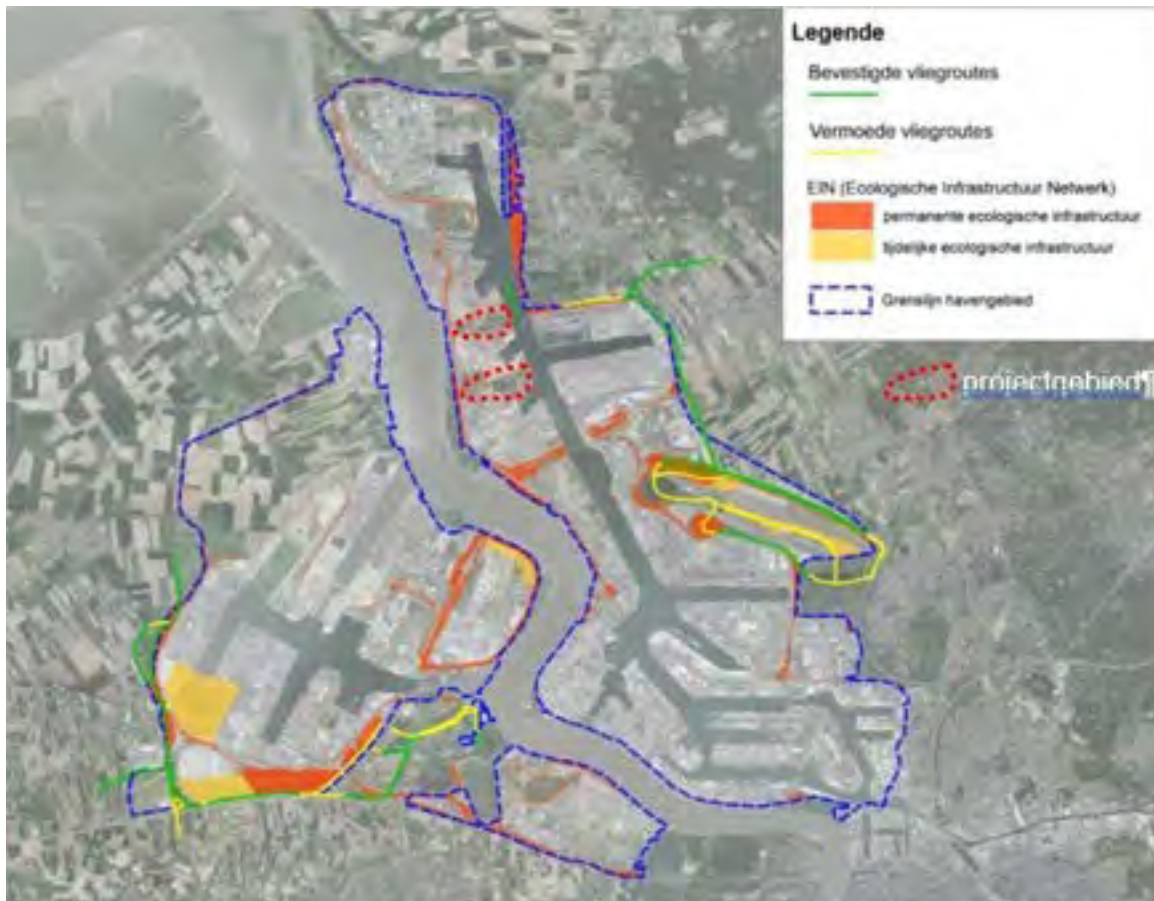 Legende
Bevestigde vliegroutes
Vermoede vliegroutes
EIN (Ecologische Infrastructuur Netwerk)
permanente ecologische infrastructuur
tijdelijke ecologische infrastructuur
Grenslijn havengebied
projectgebied¶